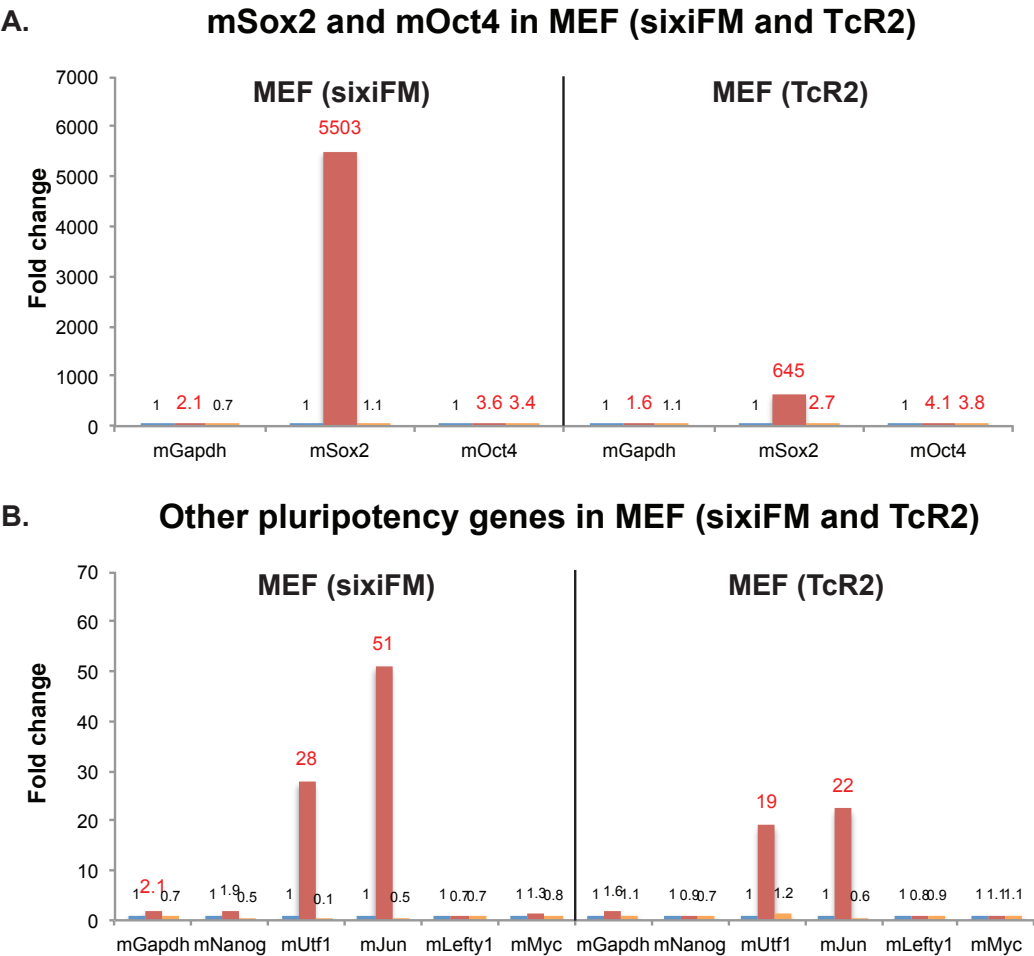 A.
mSox2 and mOct4 in MEF (sixiFM and TcR2)
Fold change
7000
6000
5000
4000
3000
2000
1000
0
MEF (sixiFM)
MEF (TcR2)
5503
645
1 2.1 0.7 1 1.1 1 3.6 3.4 1 1.6 1.1 1 2.7 1 4.1 3.8
mGapdh mSox2 mOct4 mGapdh mSox2 mOct4
B.
Other pluripotency genes in MEF (sixiFM and TcR2)
Fold change
70
60
50
40
30
20
10
0
MEF (sixiFM)
MEF (TcR2)
51
28
22
19
1 2.1 0.7 1 1.9 0.5 1 0.1 1 0.5 1 0.7 0.7 1 1.3 0.8 1 1.6 1.1 1 0.9 0.7 1 1.2 1 0.6 1 0.8 0.9 1 1.1 1.1
mGapdh mNanog mUtf1 mJun mLefty1 mMyc mGapdh mNanog mUtf1 mJun mLefty1 mMyc